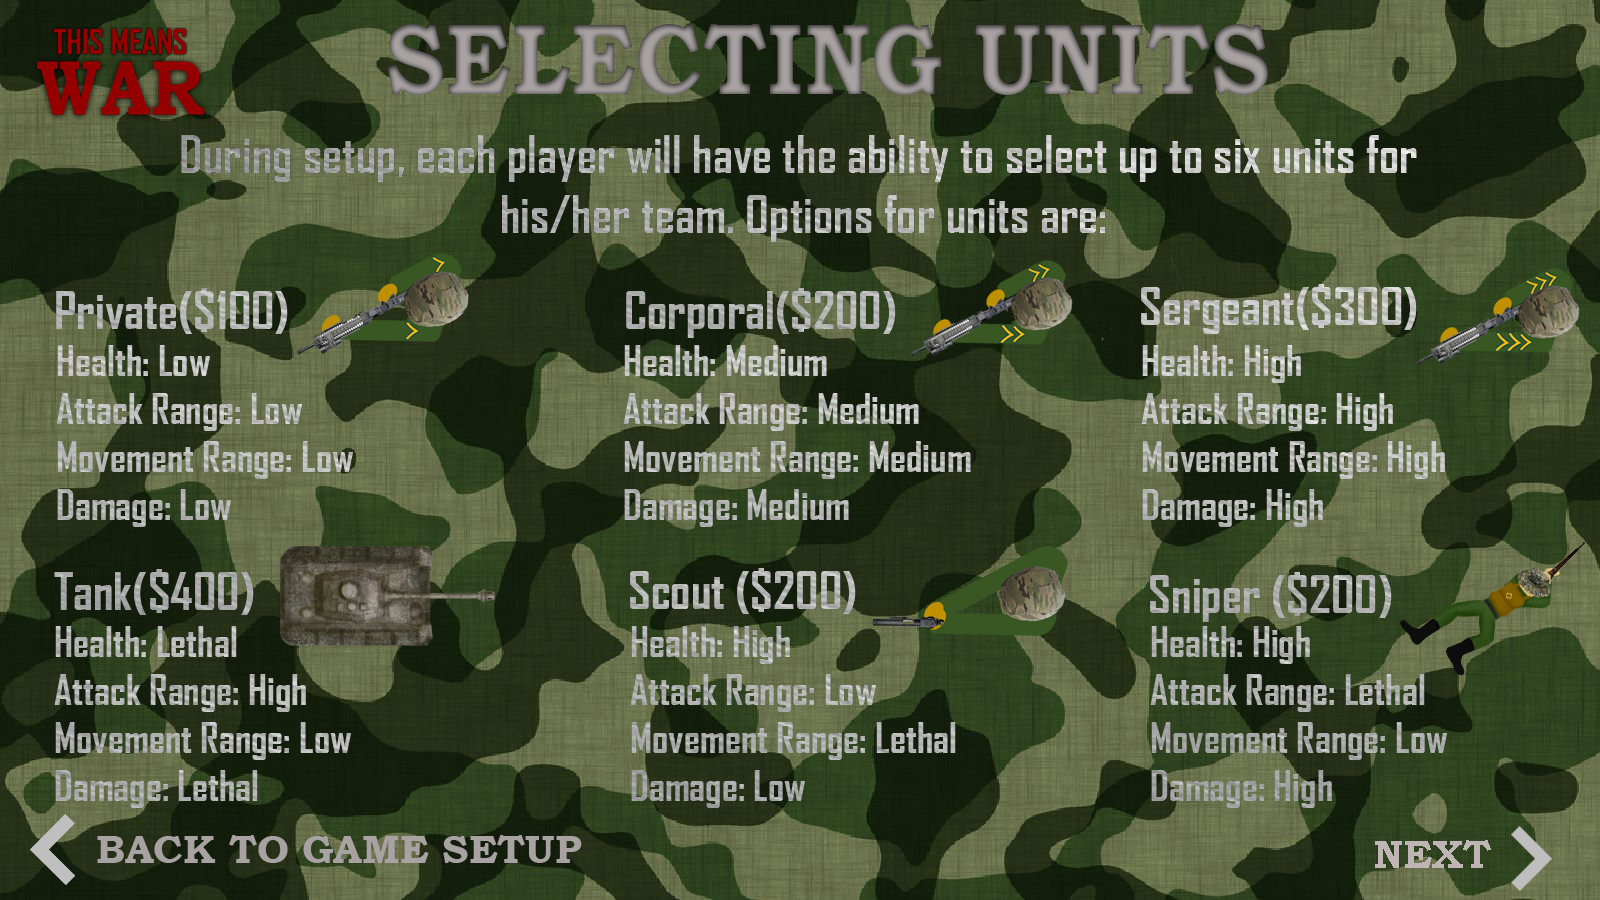 THIS MEANS
WAR
SELECTING UNITS
During setup, each player will have the ability to select up to six units for
his/her team. Options for units are:
Private($100)
Health: Low
Attack Range: Low
Movement Range: Low
Damage: Low
Corporal($200)
Health: Medium
Attack Range: Medium
Movement Range: Medium
Damage: Medium
Sergeant($300)
Health: High
Attack Range: High
Movement Range: High
Damage: High
Tank($400)
Health: Lethal
Attack Range: High
Movement Range: Low
Damage: Lethal
Scout ($200)
Health: High
Attack Range: Low
Movement Range: Lethal
Damage: Low
Sniper ($200)
Health: High
Attack Range: Lethal
Movement Range: Low
Damage: High
BACK TO GAME SETUP
NEXT